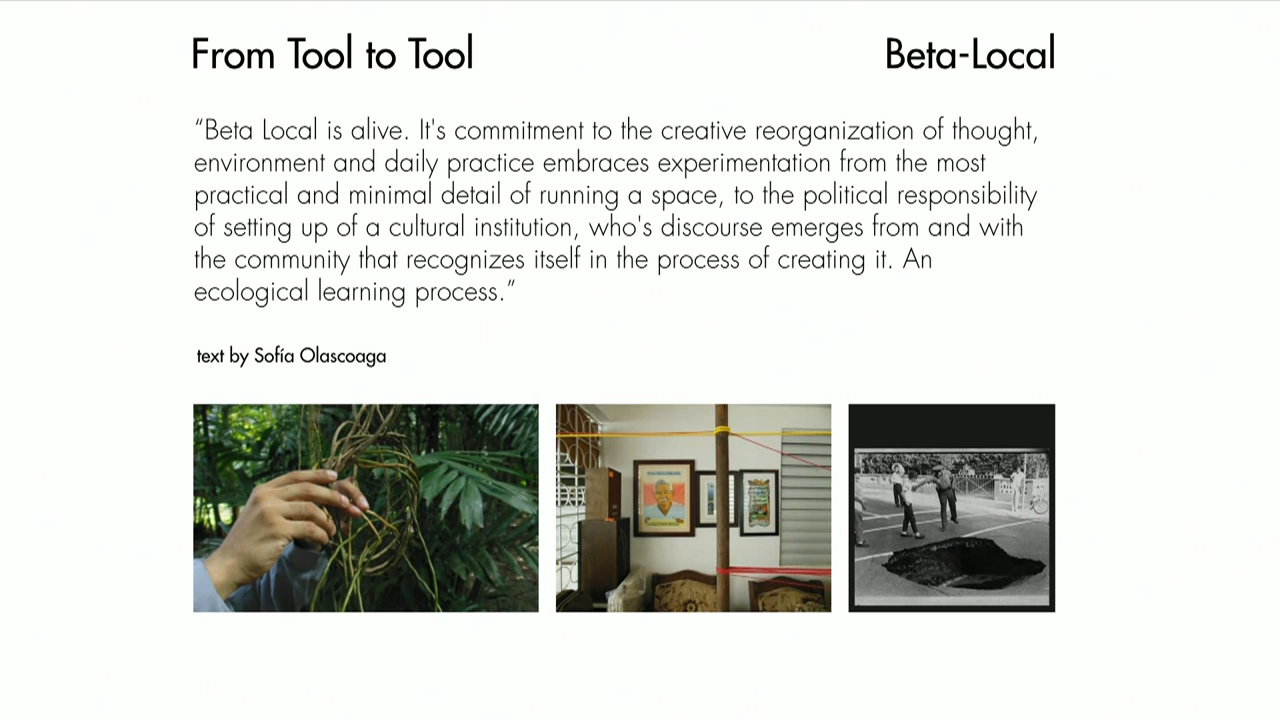 From Tool to Tool
Beta-Local
“Beta Local is alive. It's commitment to the creative reorganization of thought,
environment and daily practice embraces experimentation from the most
practical and minimal detail of running a space, to the political responsibility
of setting up of a cultural institution, who's discourse emerges from and with
the community that recognizes itself in the process of creating it. An
ecological learning process.”
text by Sofía Olascoaga